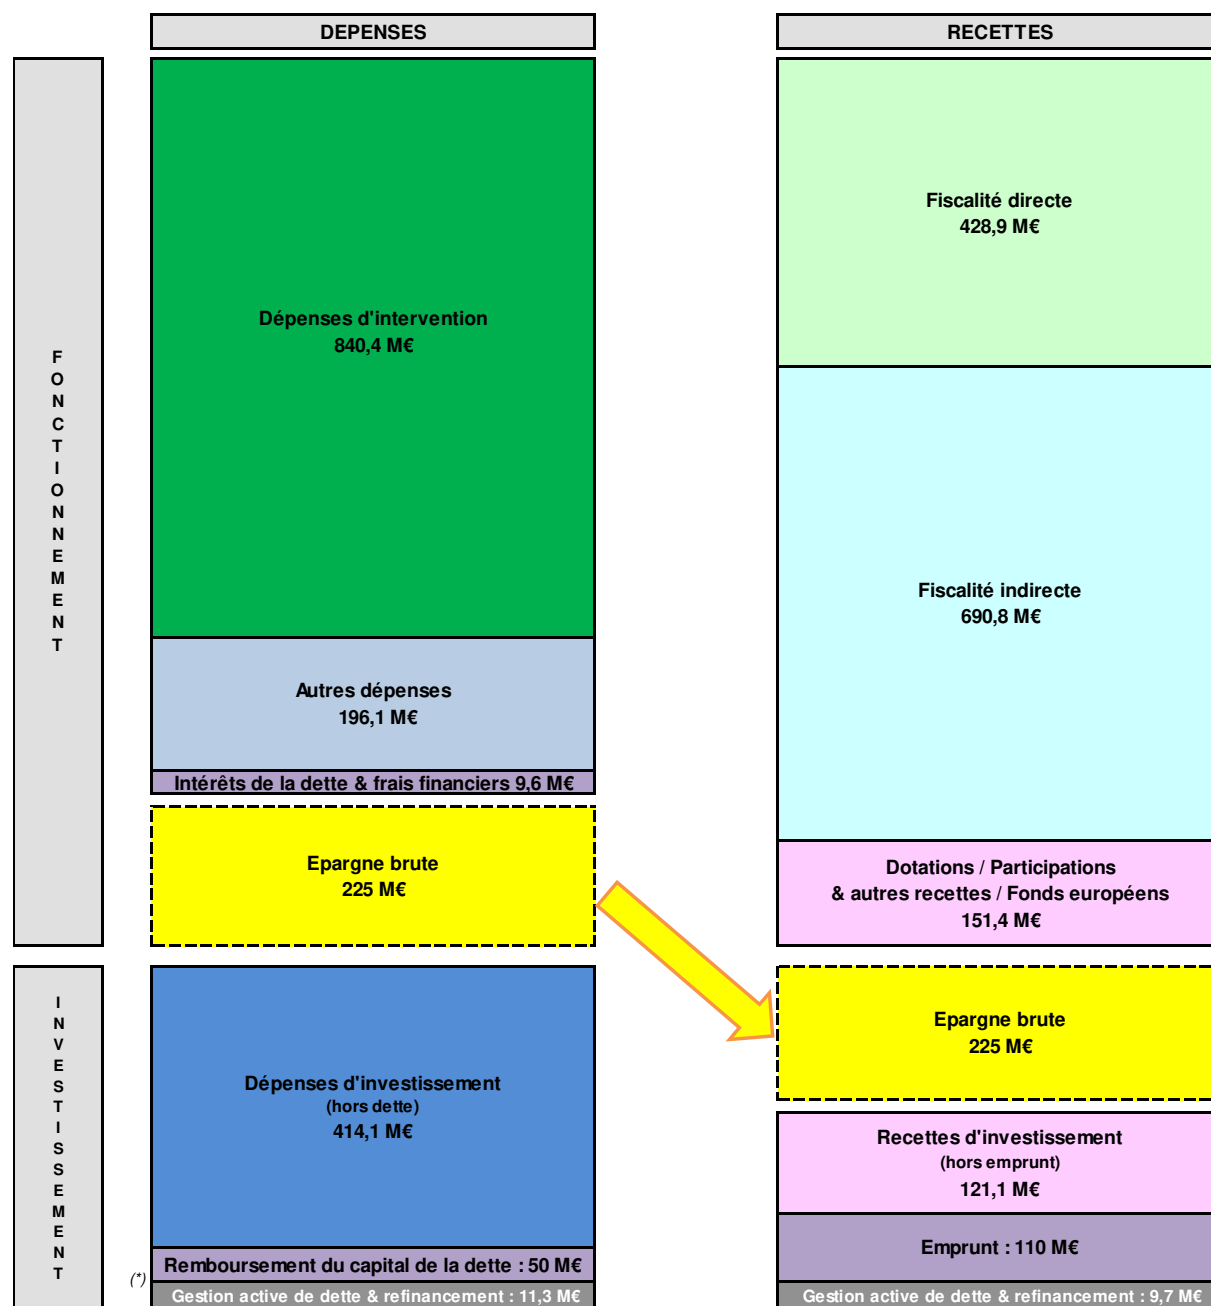 DEPENSES
RECETTES
FONCTIONNEMENT
Dépenses d'intervention
840,4 M€
Autres dépenses
196,1 M€
Intérêts de la dette & frais financiers 9,6 M€
Epargne brute
225 M€
Fiscalité directe
428,9 M€
Fiscalité indirecte
690,8 M€
Dotations / Participations
& autres recettes / Fonds européens
151,4 M€
INVESTISSEMENT
Dépenses d'investissement
(hors dette)
414,1 M€
Remboursement du capital de la dette : 50 M€
(*)
Gestion active de dette & refinancement : 11,3 M€
Epargne brute
225 M€
Recettes d'investissement
(hors emprunt)
121,1 M€
Emprunt : 110 M€
Gestion active de dette & refinancement : 9,7 M€